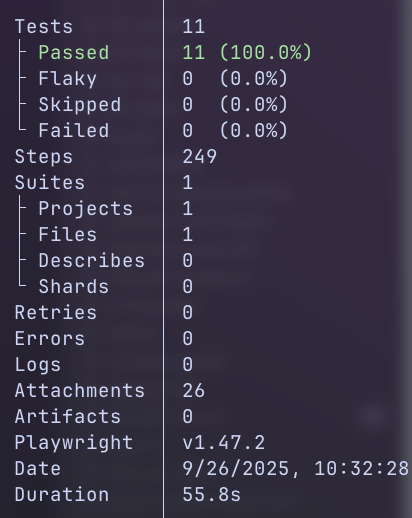 Tests 11
├ Passed 11 (100.0%)
├ Flaky 0 (0.0%)
├ Skipped 0 (0.0%)
└ Failed 0 (0.0%)
Steps 249
Suites 1
├ Projects 1
├ Files 1
├ Describes 0
└ Shards 0
Retries 0
Errors 0
Logs 0
Attachments 26
Artifacts 0
Playwright v1.47.2
Date 9/26/2025, 10:32:28
Duration 55.8s